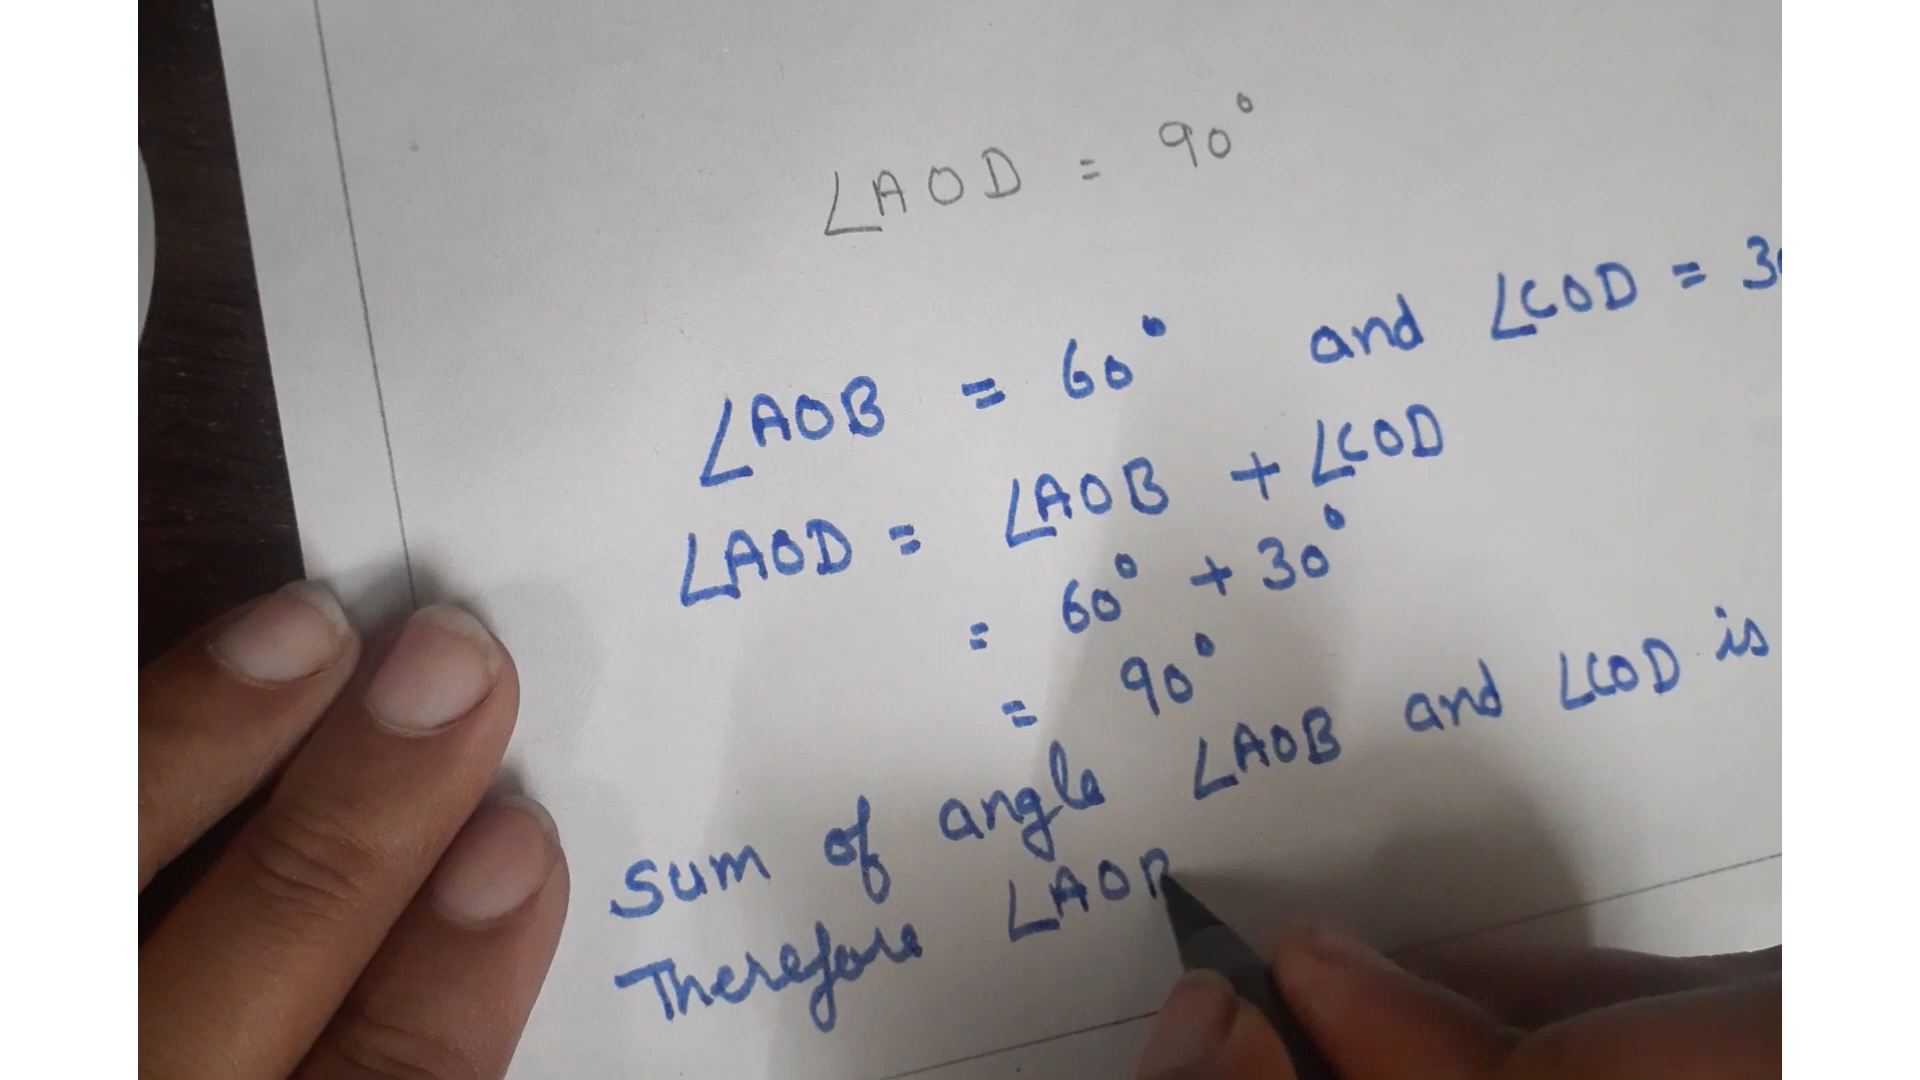 ∠AOD = 90°
∠AOB = 60° and ∠COD = 3
∠AOD = ∠AOB + ∠COD
= 60° + 30°
= 90°
Sum of angle ∠AOB and ∠COD is
Therefore ∠AOB